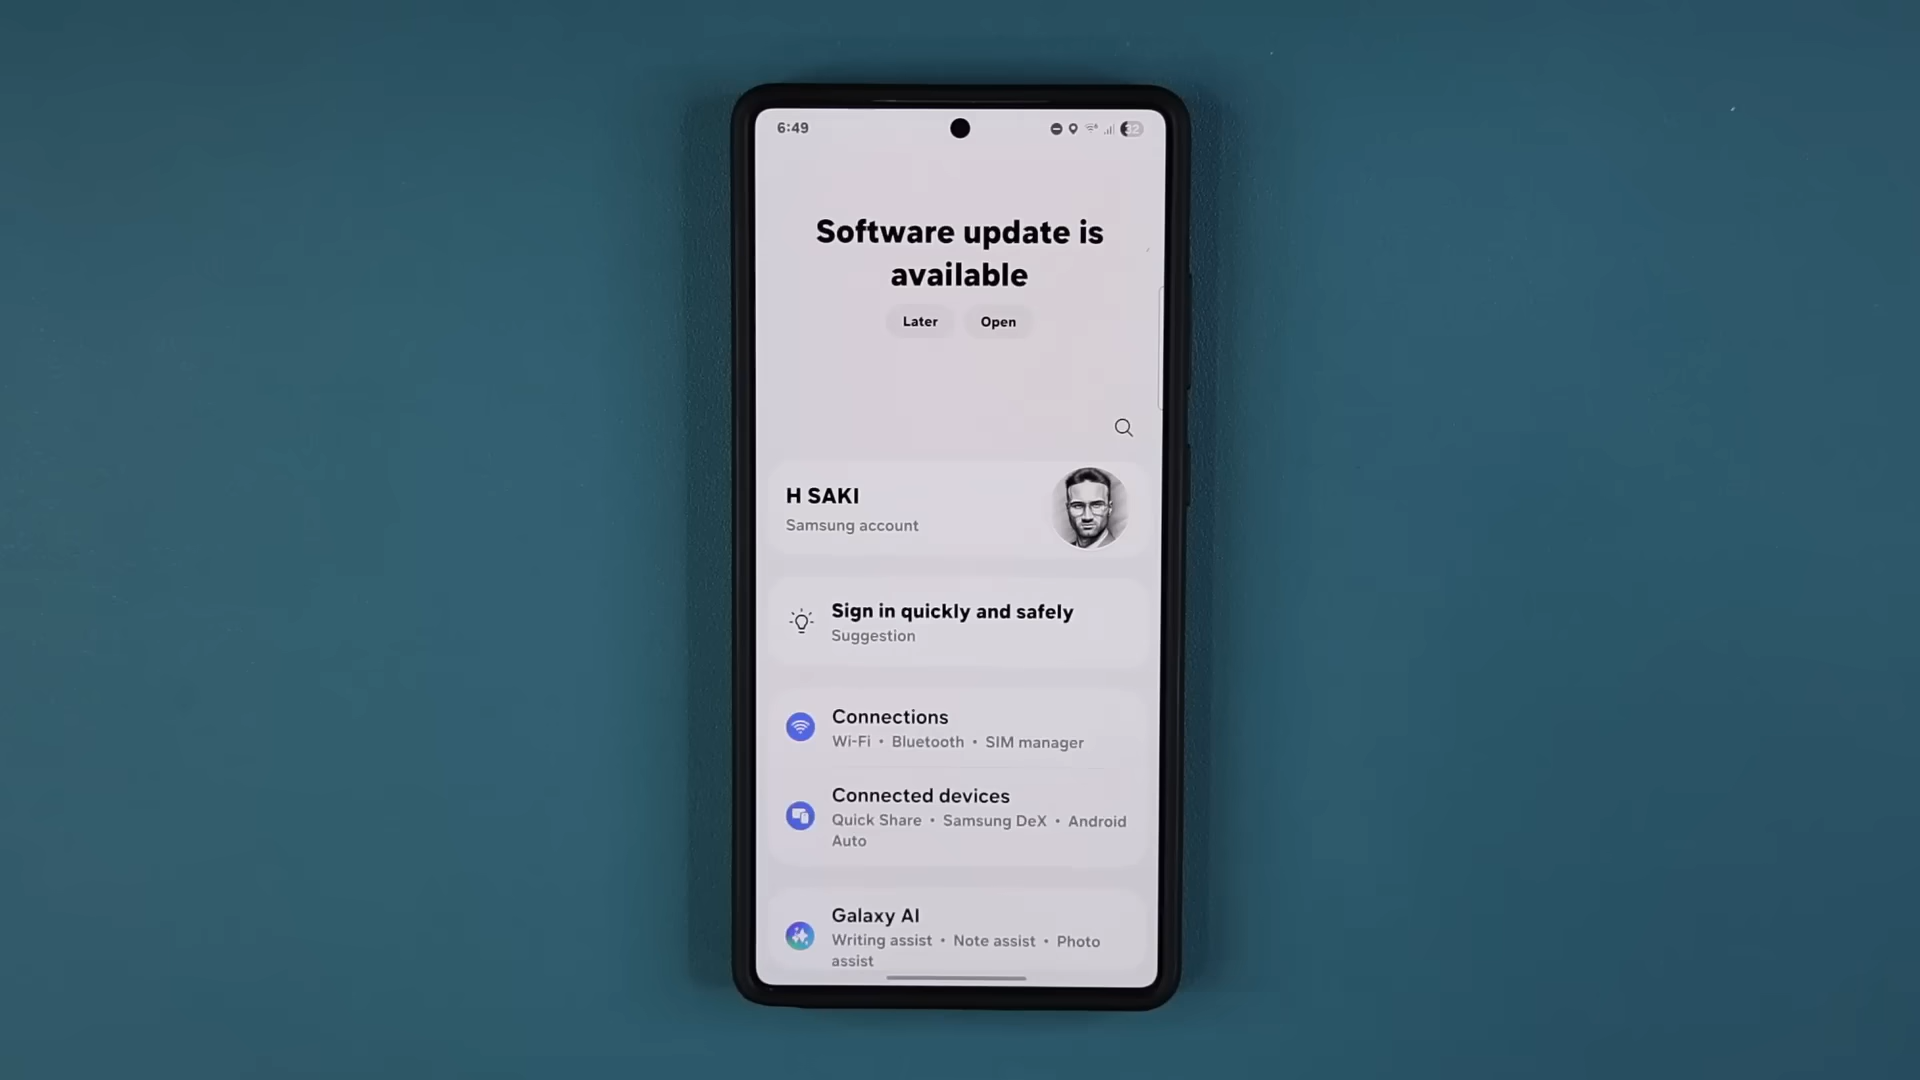 6:49
32
Software update is
available
Later Open
H SAKI
Samsung account
Sign in quickly and safely
Suggestion
Connections
Wi-Fi • Bluetooth • SIM manager
Connected devices
Quick Share • Samsung DeX • Android
Auto
Galaxy AI
Writing assist • Note assist • Photo
assist